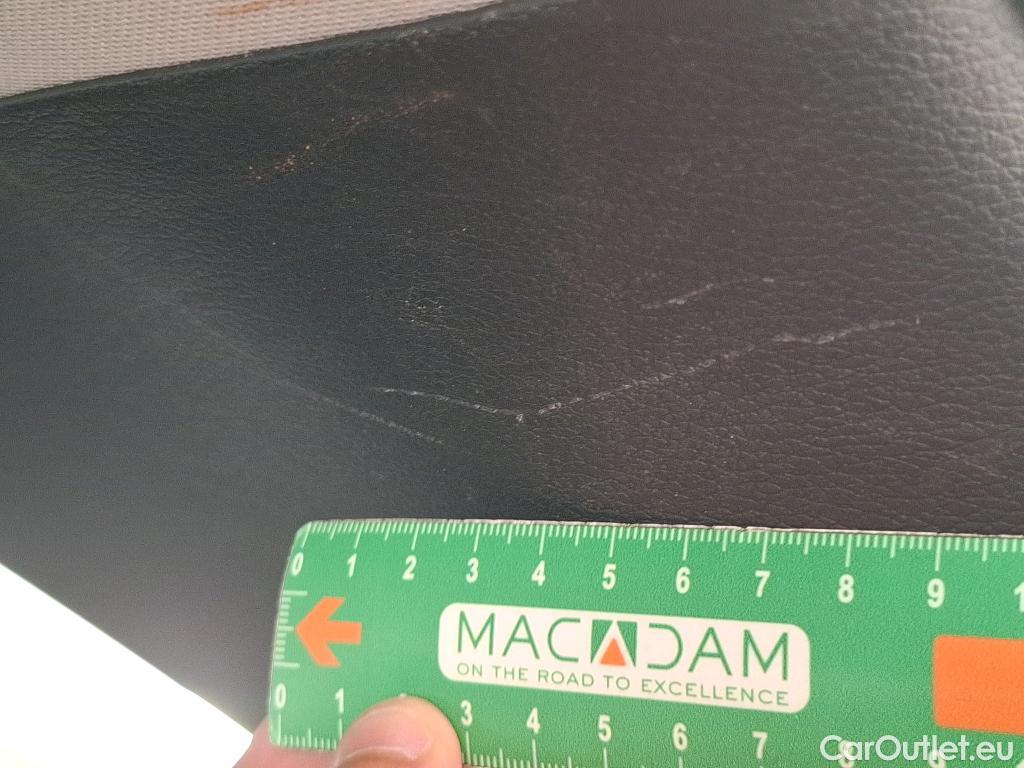 0 1 2 3 4 5 6 7 8 9
MACADAM
ON THE ROAD TO EXCELLENCE
0 1 3 4 5 6 7
CarOutlet.eu